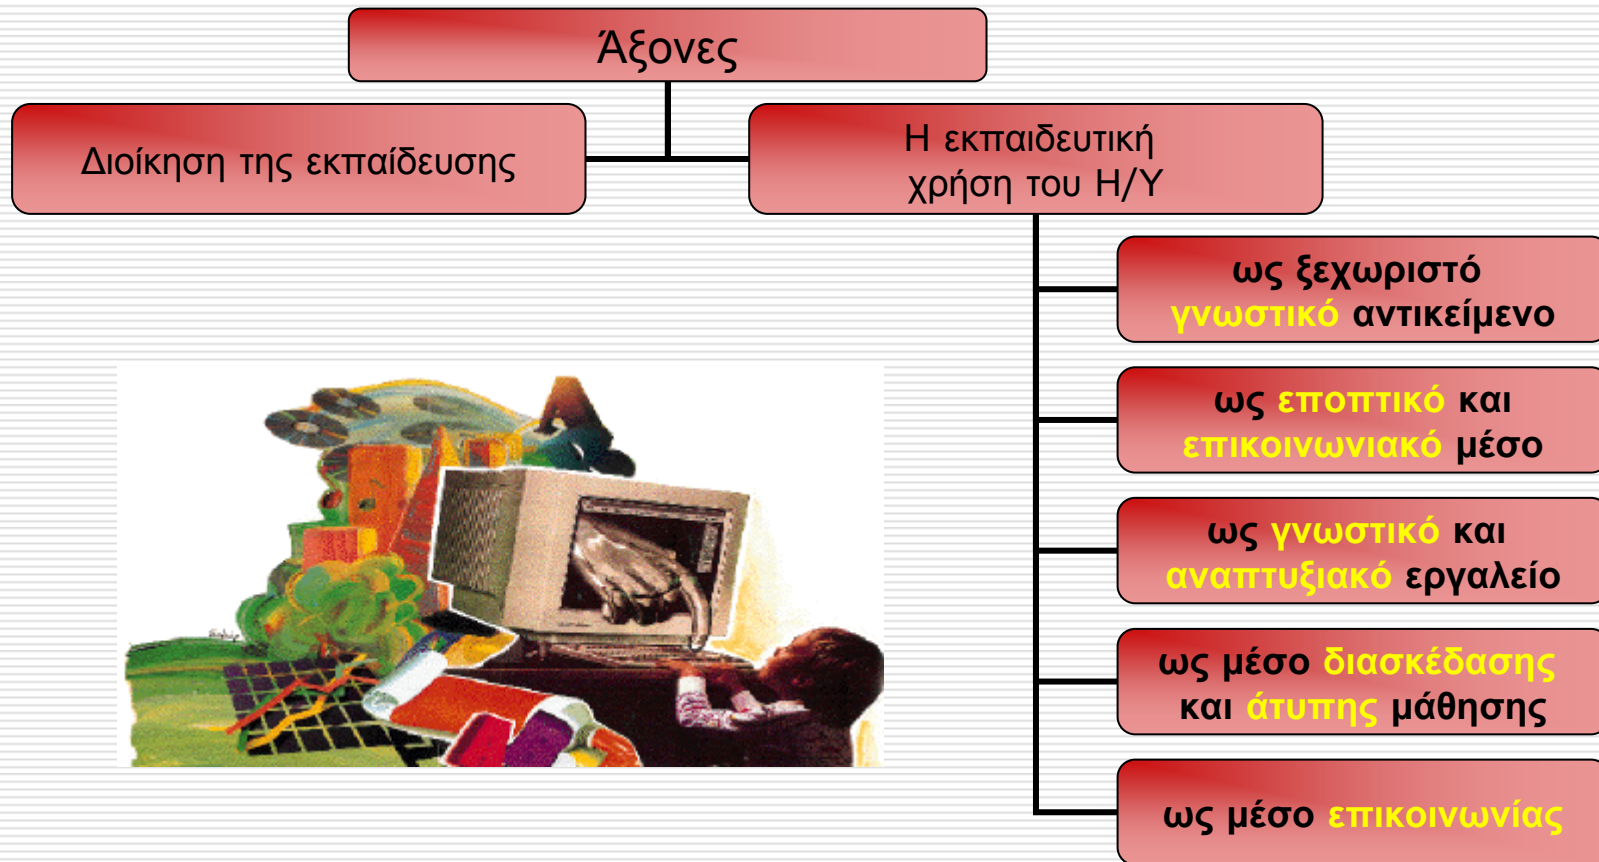 Άξονες
Διοίκηση της εκπαίδευσης
Η εκπαιδευτική
χρήση του Η/Υ
ως ξεχωριστό
γνωστικό αντικείμενο
ως εποπτικό και
επικοινωνιακό μέσο
ως γνωστικό και
αναπτυξιακό εργαλείο
ως μέσο διασκέδασης
και άτυπης μάθησης
ως μέσο επικοινωνίας